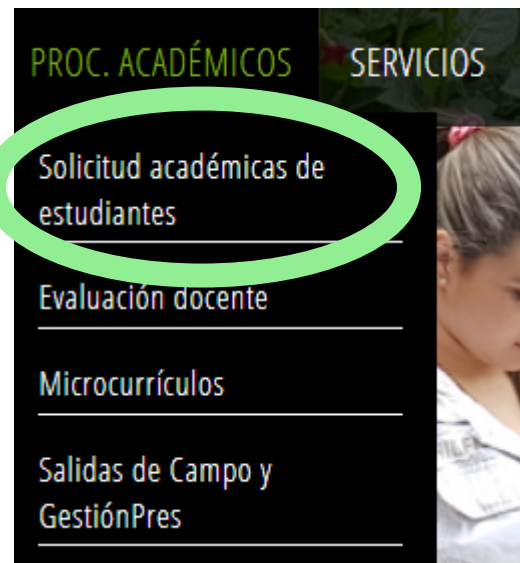 PROC. ACADÉMICOS SERVICIOS
Solicitud académicas de
estudiantes
Evaluación docente
Microcurrículos
Salidas de Campo y
GestiónPres